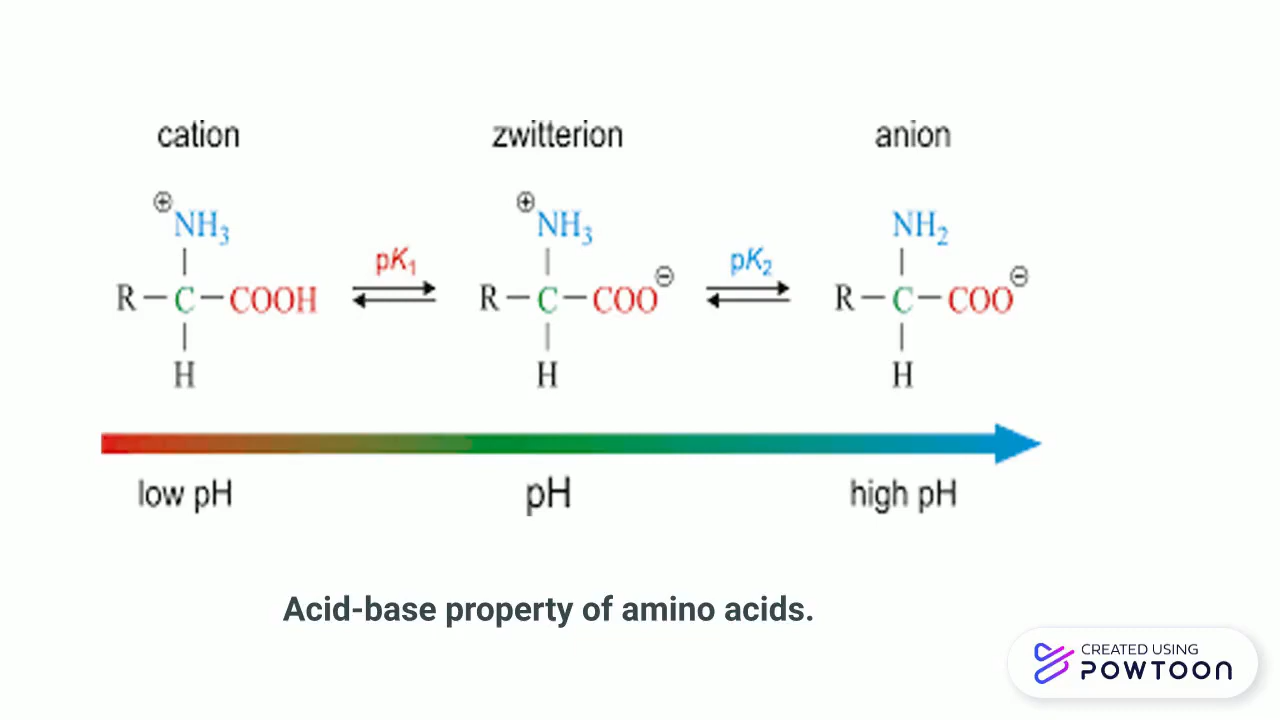 cation zwitterion anion
⊕ ⊕
NH₃ NH₃ NH₂
pK₁ pK₂
R – C – COOH R – C – COO⊖ R – C – COO⊖
H H H
low pH pH high pH
Acid-base property of amino acids.
CREATED USING
POWTOON